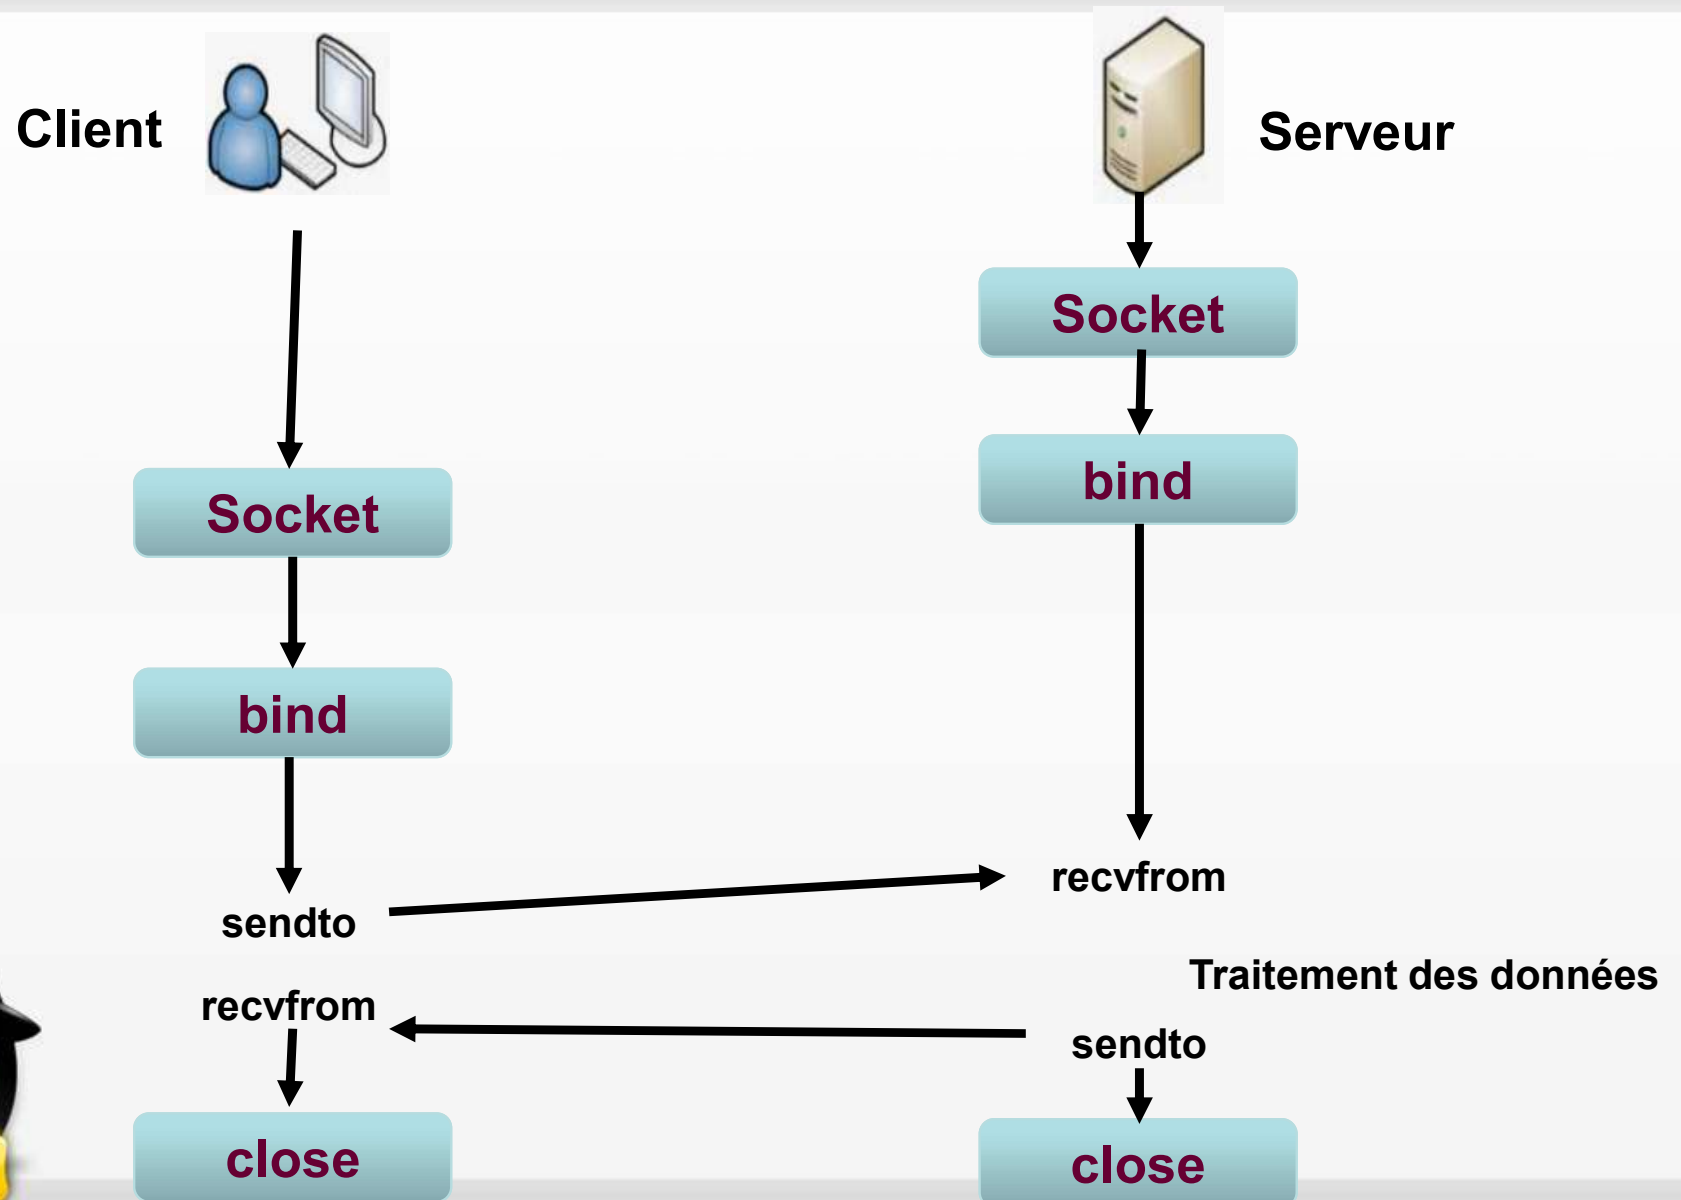 Client
Serveur
Socket
bind
Socket
bind
recvfrom
sendto
Traitement des données
recvfrom
sendto
close
close